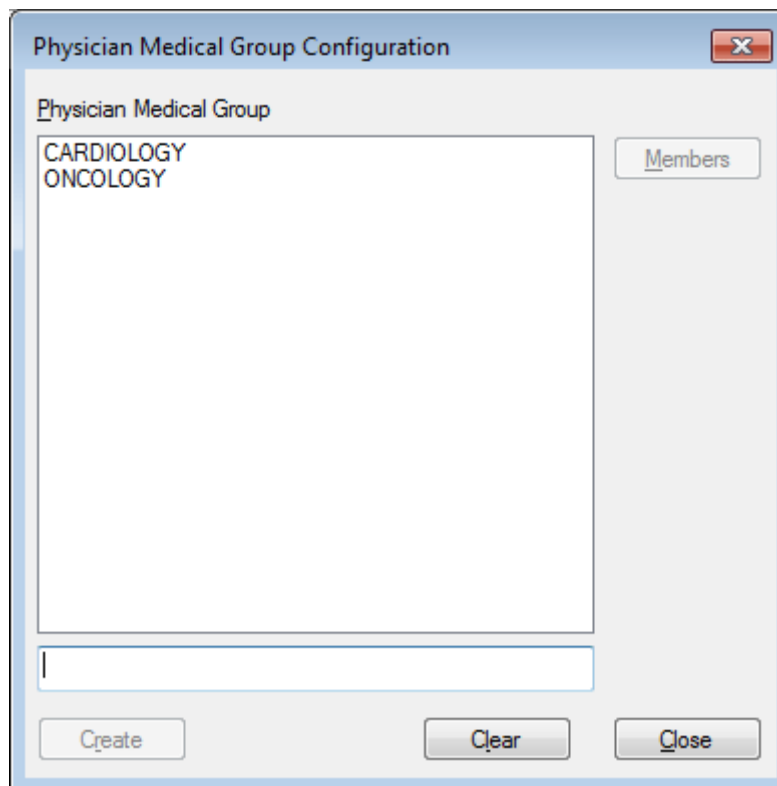 Physician Medical Group Configuration
Physician Medical Group
CARDIOLOGY
ONCOLOGY
Members
Create
Clear
Close